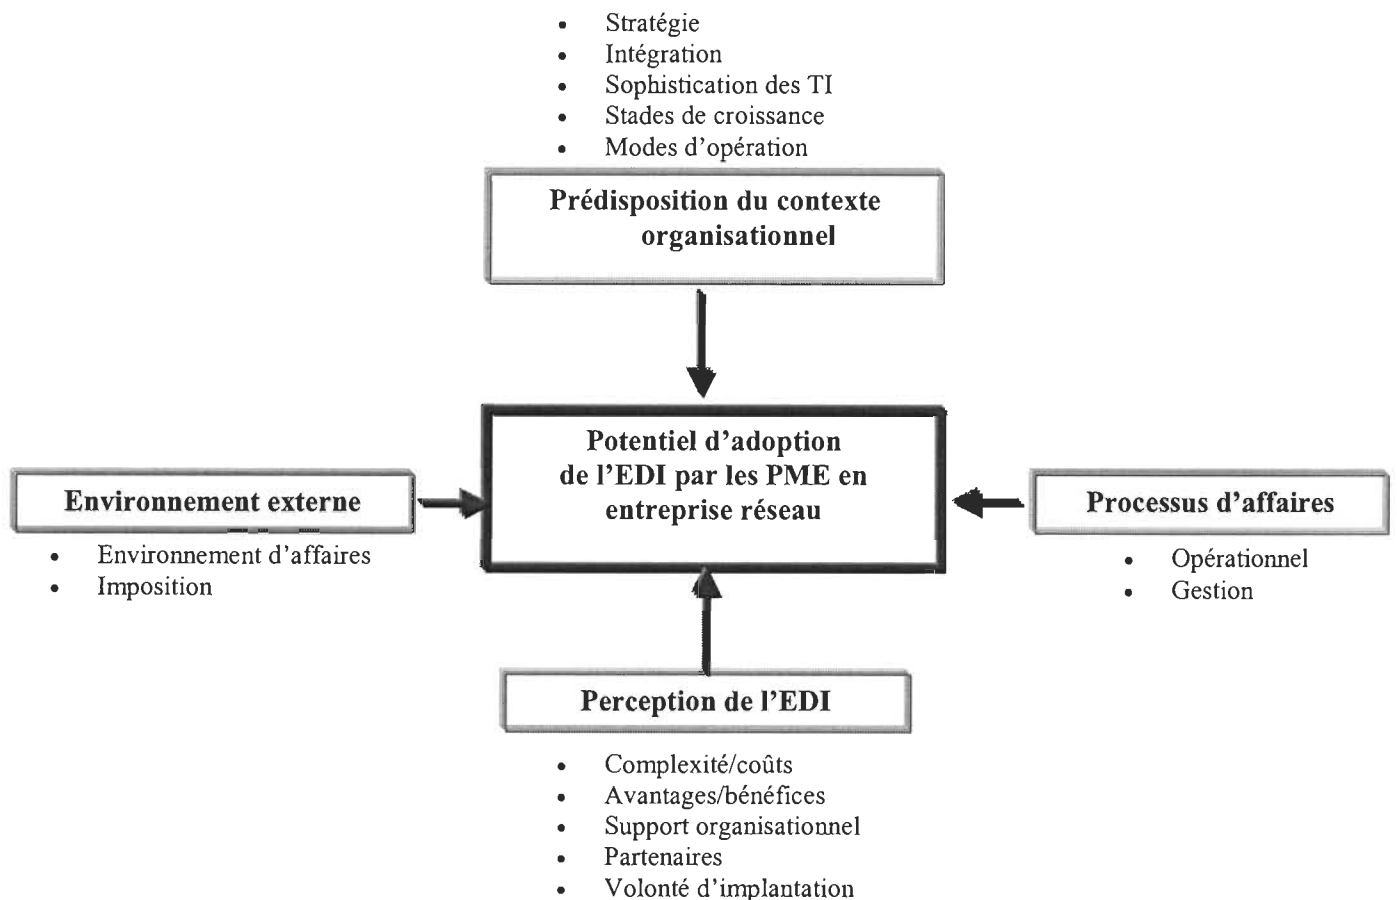 • Stratégie
• Intégration
• Sophistication des TI
• Stades de croissance
• Modes d'opération
Prédisposition du contexte
organisationnel
Potentiel d'adoption
de l'EDI par les PME en
entreprise réseau
Environnement externe
• Environnement d'affaires
• Imposition
Processus d'affaires
• Opérationnel
• Gestion
Perception de l'EDI
• Complexité/coûts
• Avantages/bénéfices
• Support organisationnel
• Partenaires
• Volonté d'implantation